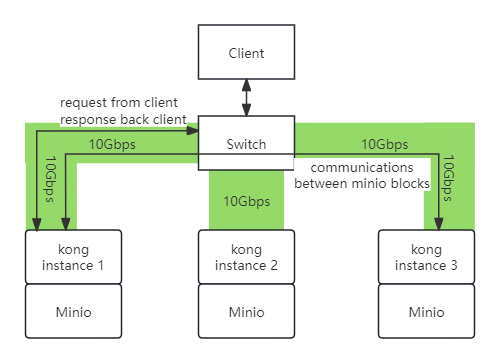 Client
request from client
response back client
Switch
10Gbps
10Gbps
10Gbps
10Gbps
communications
between minio blocks
10Gbps
kong
instance 1
kong
instance 2
kong
instance 3
Minio
Minio
Minio